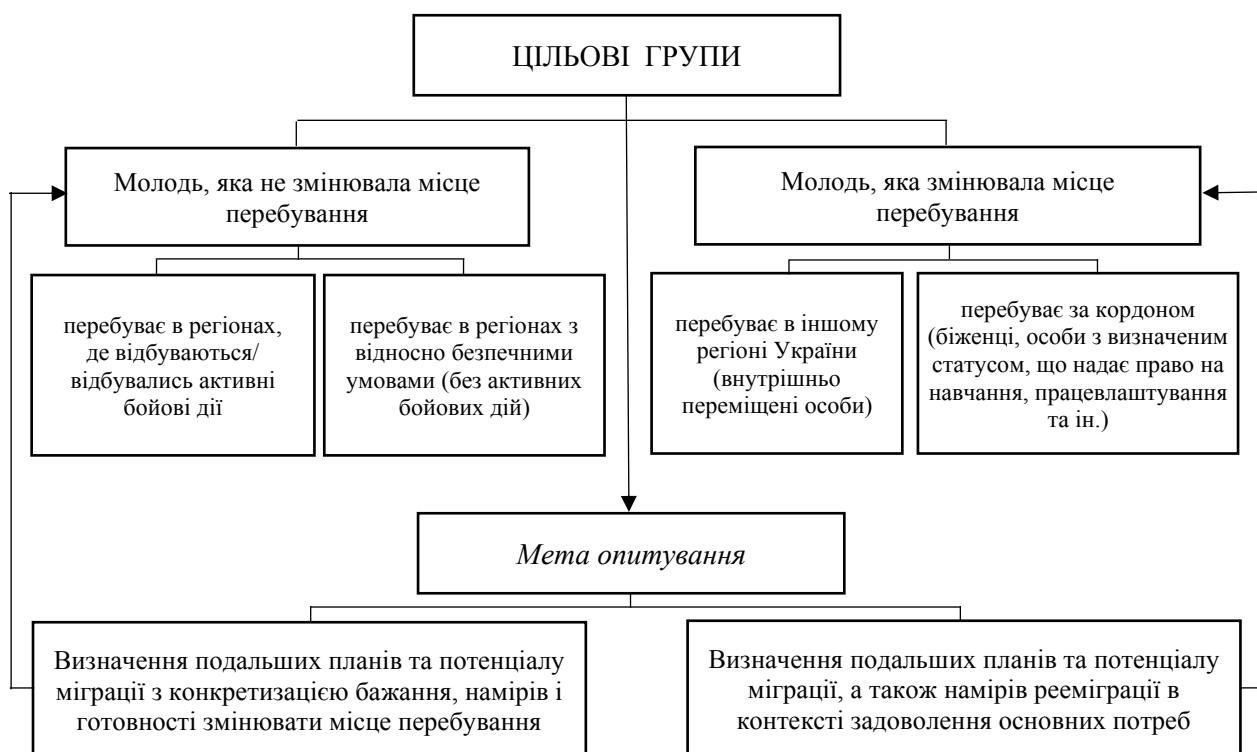 ЦІЛЬОВІ ГРУПИ
Молодь, яка не змінювала місце
перебування
Молодь, яка змінювала місце
перебування
перебуває в регіонах,
де відбуваються/
відбувались активні
бойові дії
перебуває в регіонах з
відносно безпечними
умовами (без активних
бойових дій)
перебуває в іншому
регіоні України
(внутрішньо
переміщені особи)
перебуває за кордоном
(біженці, особи з визначеним
статусом, що надає право на
навчання, працевлаштування
та ін.)
Мета опитування
Визначення подальших планів та потенціалу
міграції з конкретизацією бажання, намірів і
готовності змінювати місце перебування
Визначення подальших планів та потенціалу
міграції, а також намірів рееміграції в
контексті задоволення основних потреб